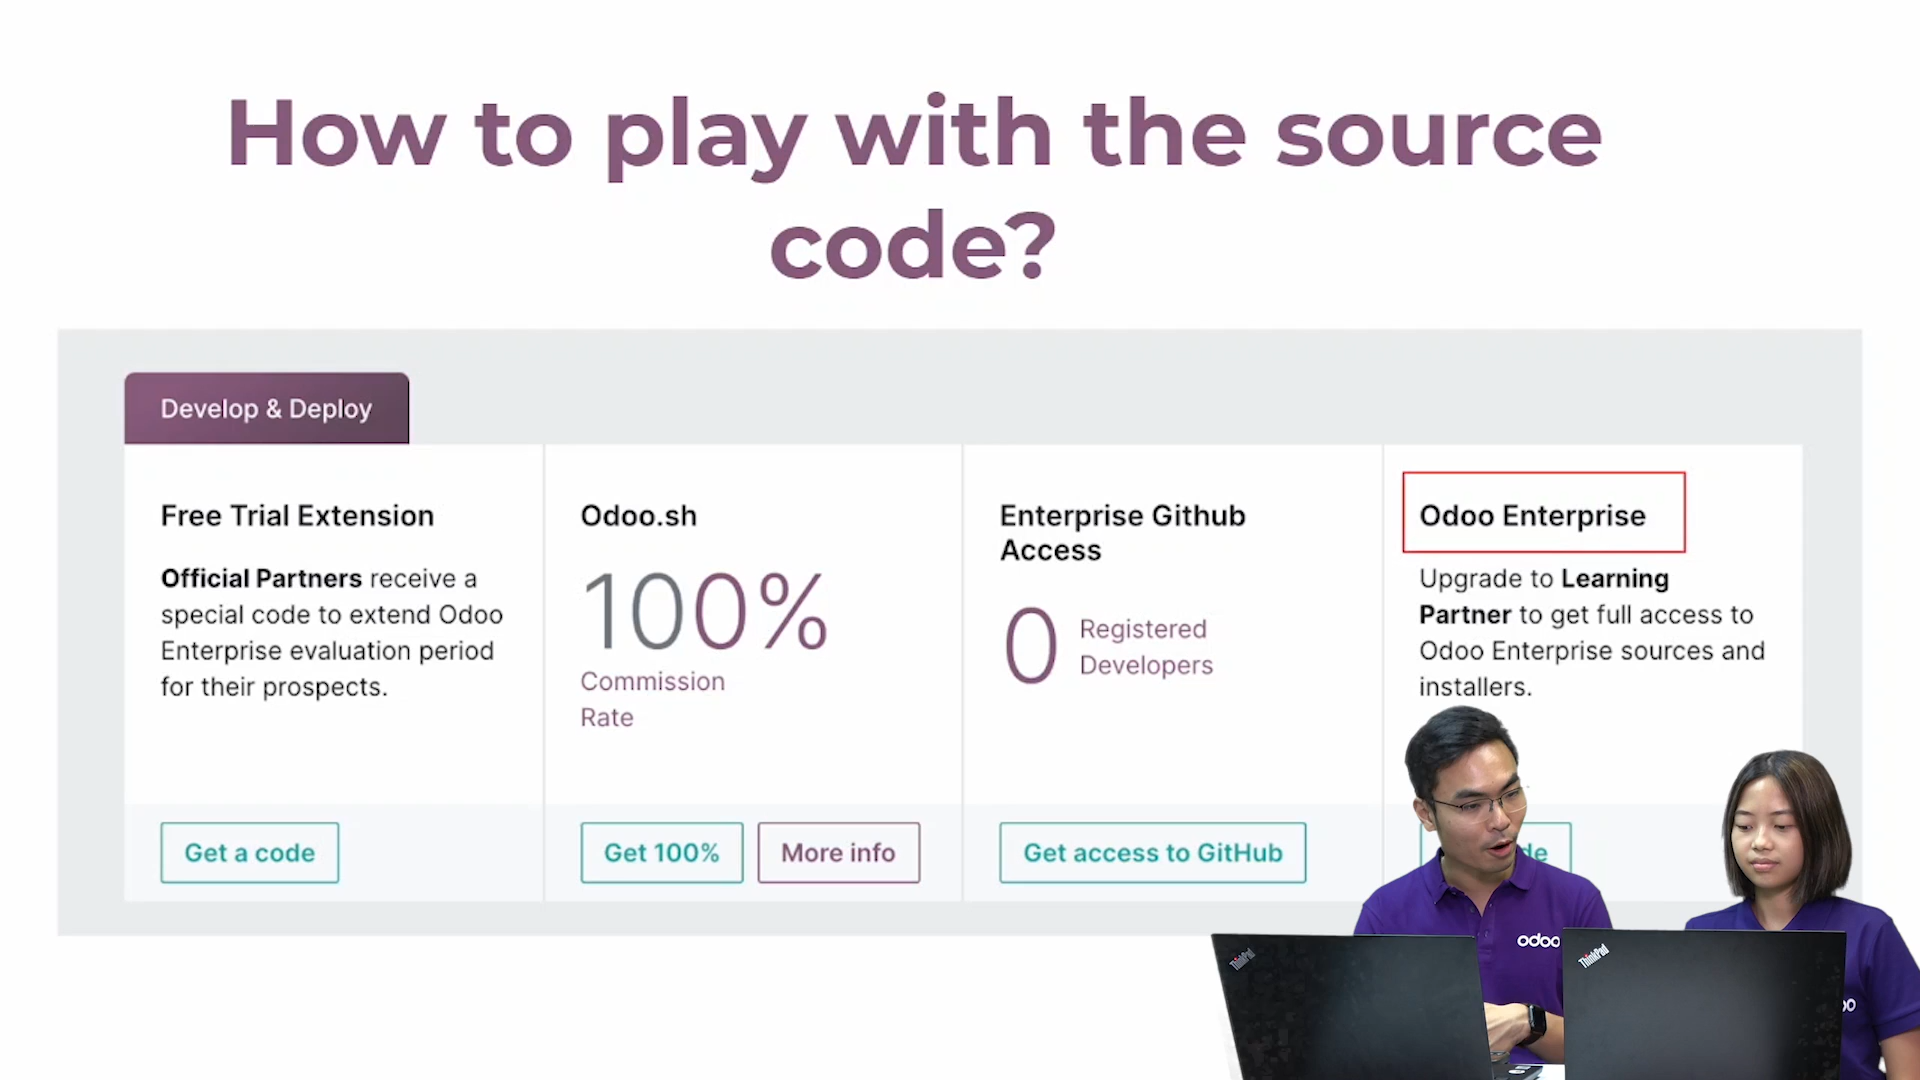 How to play with the source
code?
Develop & Deploy
Free Trial Extension
Official Partners receive a
special code to extend Odoo
Enterprise evaluation period
for their prospects.
Get a code
Odoo.sh
100%
Commission
Rate
Get 100%
More info
Enterprise Github
Access
0
Registered
Developers
Get access to GitHub
Odoo Enterprise
Upgrade to Learning
Partner to get full access to
Odoo Enterprise sources and
installers.
odoo
ThinkPad
ThinkPad